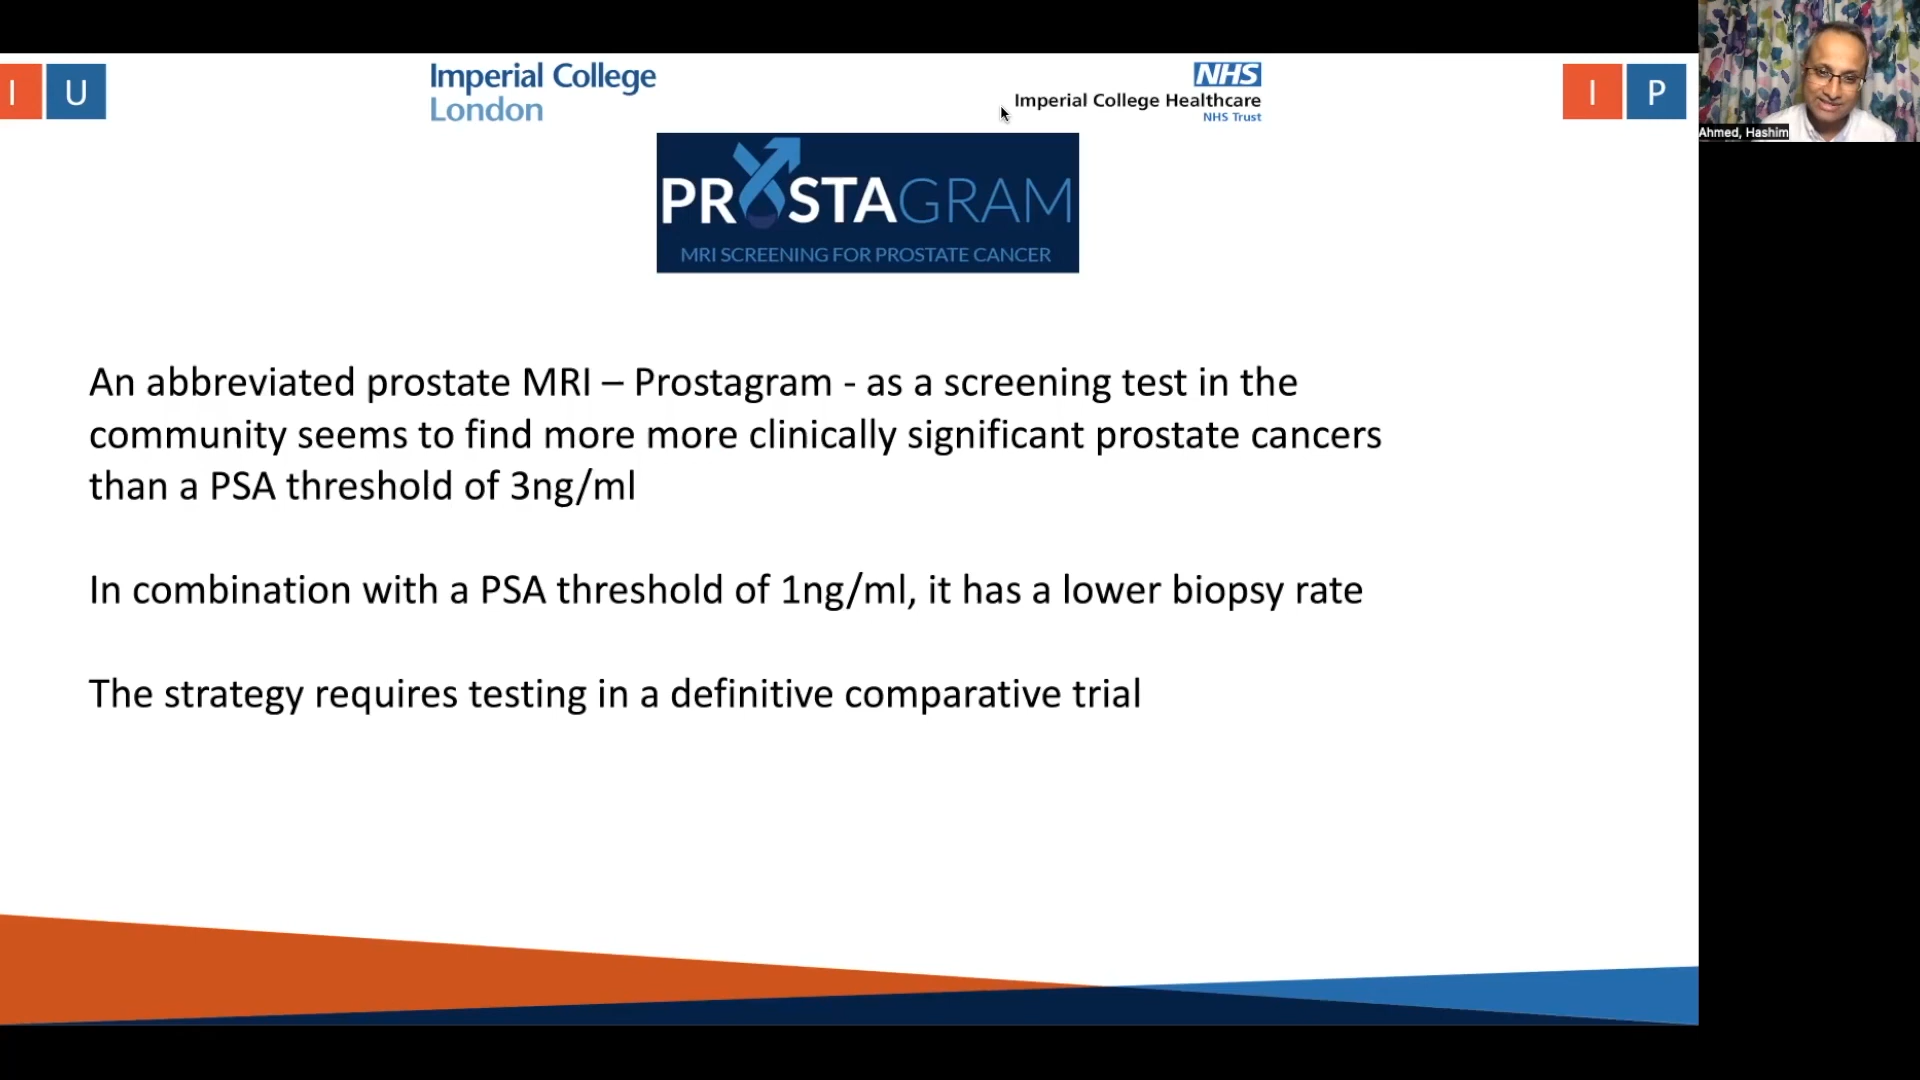 I U
Imperial College
London
NHS
Imperial College Healthcare
NHS Trust
I P
Ahmed, Hashim
PROSTAGRAM
MRI SCREENING FOR PROSTATE CANCER
An abbreviated prostate MRI – Prostagram - as a screening test in the
community seems to find more more clinically significant prostate cancers
than a PSA threshold of 3ng/ml
In combination with a PSA threshold of 1ng/ml, it has a lower biopsy rate
The strategy requires testing in a definitive comparative trial